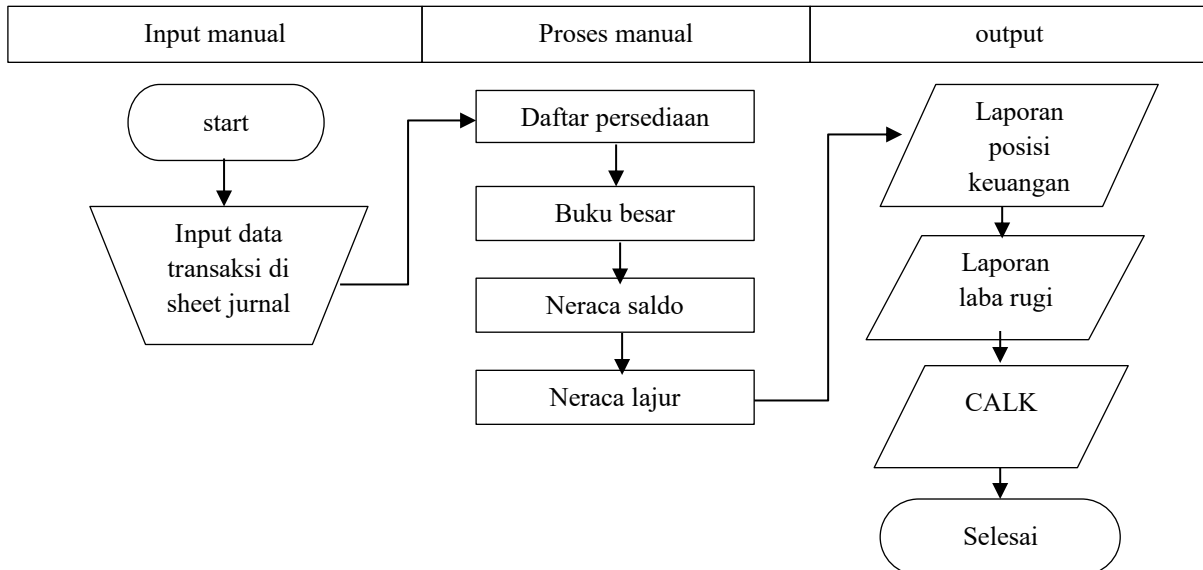 Input manual
Proses manual
output
start
Input data
transaksi di
sheet jurnal
Daftar persediaan
Buku besar
Neraca saldo
Neraca lajur
Laporan
posisi
keuangan
Laporan
laba rugi
CALK
Selesai